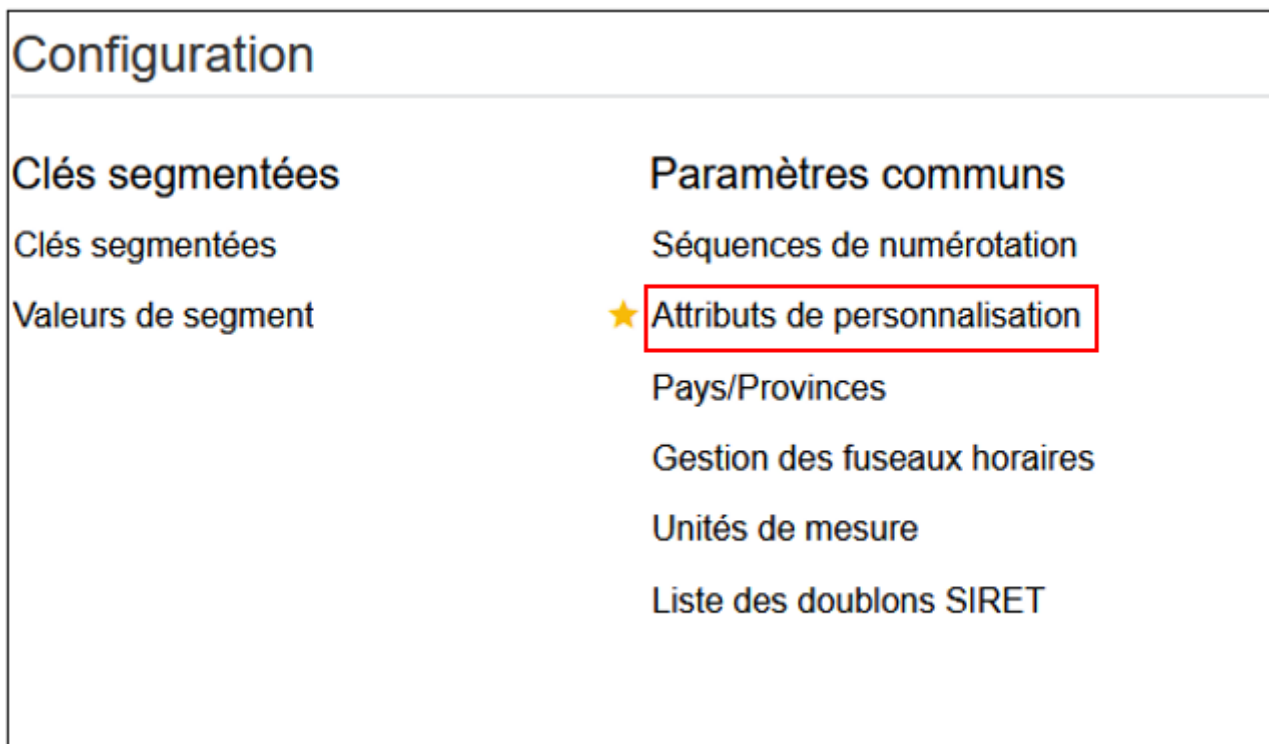 Configuration
Clés segmentées
Clés segmentées
Valeurs de segment
Paramètres communs
Séquences de numérotation
Attributs de personnalisation
Pays/Provinces
Gestion des fuseaux horaires
Unités de mesure
Liste des doublons SIRET